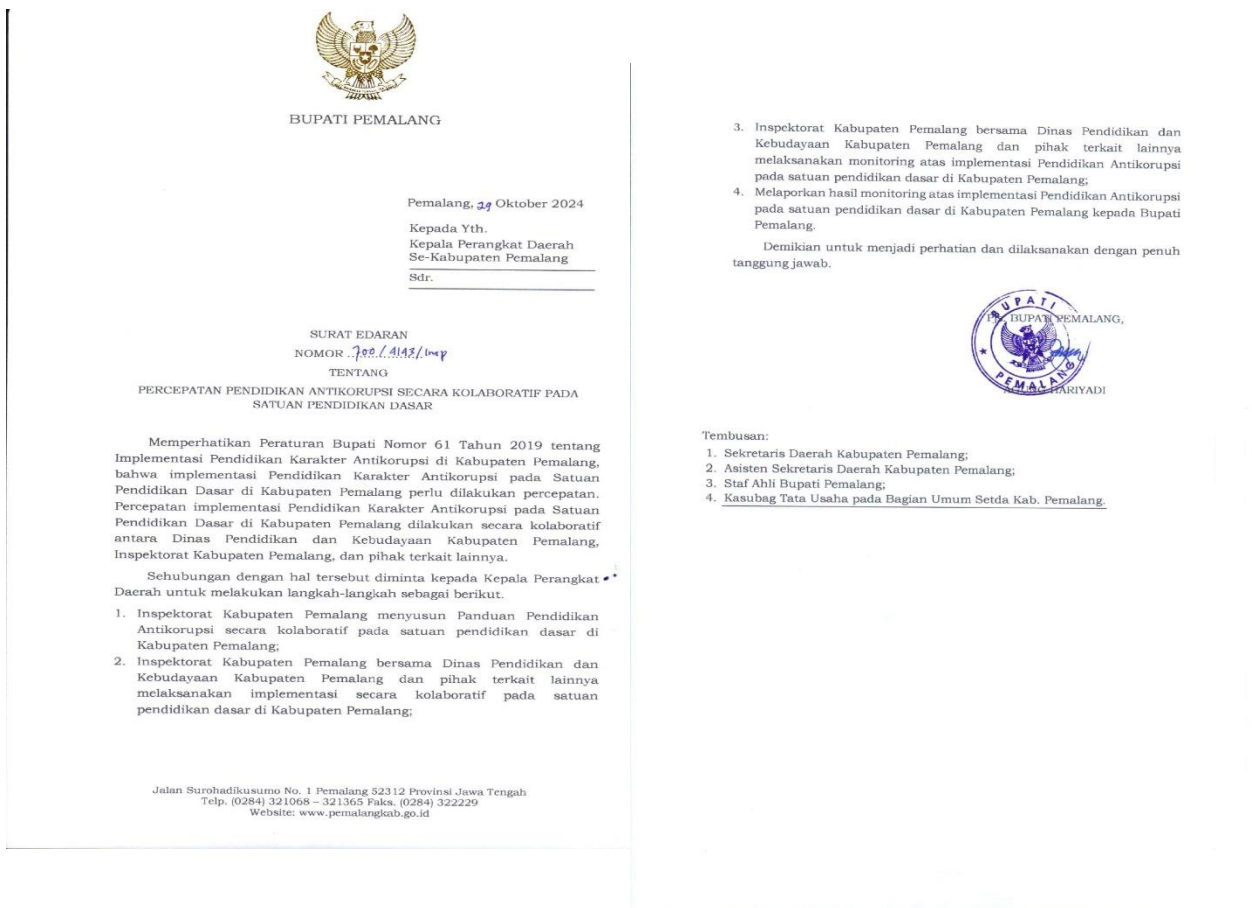 BUPATI PEMALANG
Pemalang, 29 Oktober 2024
Kepada Yth.
Kepala Perangkat Daerah
Se-Kabupaten Pemalang
Sdr.
SURAT EDARAN
NOMOR .700 / 4143 / Insp
TENTANG
PERCEPATAN PENDIDIKAN ANTIKORUPSI SECARA KOLABORATIF PADA
SATUAN PENDIDIKAN DASAR
Memperhatikan Peraturan Bupati Nomor 61 Tahun 2019 tentang
Implementasi Pendidikan Karakter Antikorupsi di Kabupaten Pemalang,
bahwa implementasi Pendidikan Karakter Antikorupsi pada Satuan
Pendidikan Dasar di Kabupaten Pemalang perlu dilakukan percepatan.
Percepatan implementasi Pendidikan Karakter Antikorupsi pada Satuan
Pendidikan Dasar di Kabupaten Pemalang dilakukan secara kolaboratif
antara Dinas Pendidikan dan Kebudayaan Kabupaten Pemalang,
Inspektorat Kabupaten Pemalang, dan pihak terkait lainnya.
Sehubungan dengan hal tersebut diminta kepada Kepala Perangkat
Daerah untuk melakukan langkah-langkah sebagai berikut.
1. Inspektorat Kabupaten Pemalang menyusun Panduan Pendidikan
Antikorupsi secara kolaboratif pada satuan pendidikan dasar di
Kabupaten Pemalang;
2. Inspektorat Kabupaten Pemalang bersama Dinas Pendidikan dan
Kebudayaan Kabupaten Pemalang dan pihak terkait lainnya
melaksanakan implementasi secara kolaboratif pada satuan
pendidikan dasar di Kabupaten Pemalang;
Jalan Surohadikusumo No. 1 Pemalang 52312 Provinsi Jawa Tengah
Telp. (0284) 321068 – 321365 Faks. (0284) 322229
Website: www.pemalangkab.go.id
3. Inspektorat Kabupaten Pemalang bersama Dinas Pendidikan dan
Kebudayaan Kabupaten Pemalang dan pihak terkait lainnya
melaksanakan monitoring atas implementasi Pendidikan Antikorupsi
pada satuan pendidikan dasar di Kabupaten Pemalang;
4. Melaporkan hasil monitoring atas implementasi Pendidikan Antikorupsi
pada satuan pendidikan dasar di Kabupaten Pemalang kepada Bupati
Pemalang.
Demikian untuk menjadi perhatian dan dilaksanakan dengan penuh
tanggung jawab.
BUPATI PEMALANG,
BUPATI
PEMALANG
HARIYADI
Tembusan:
1. Sekretaris Daerah Kabupaten Pemalang;
2. Asisten Sekretaris Daerah Kabupaten Pemalang;
3. Staf Ahli Bupati Pemalang;
4. Kasubag Tata Usaha pada Bagian Umum Setda Kab. Pemalang.